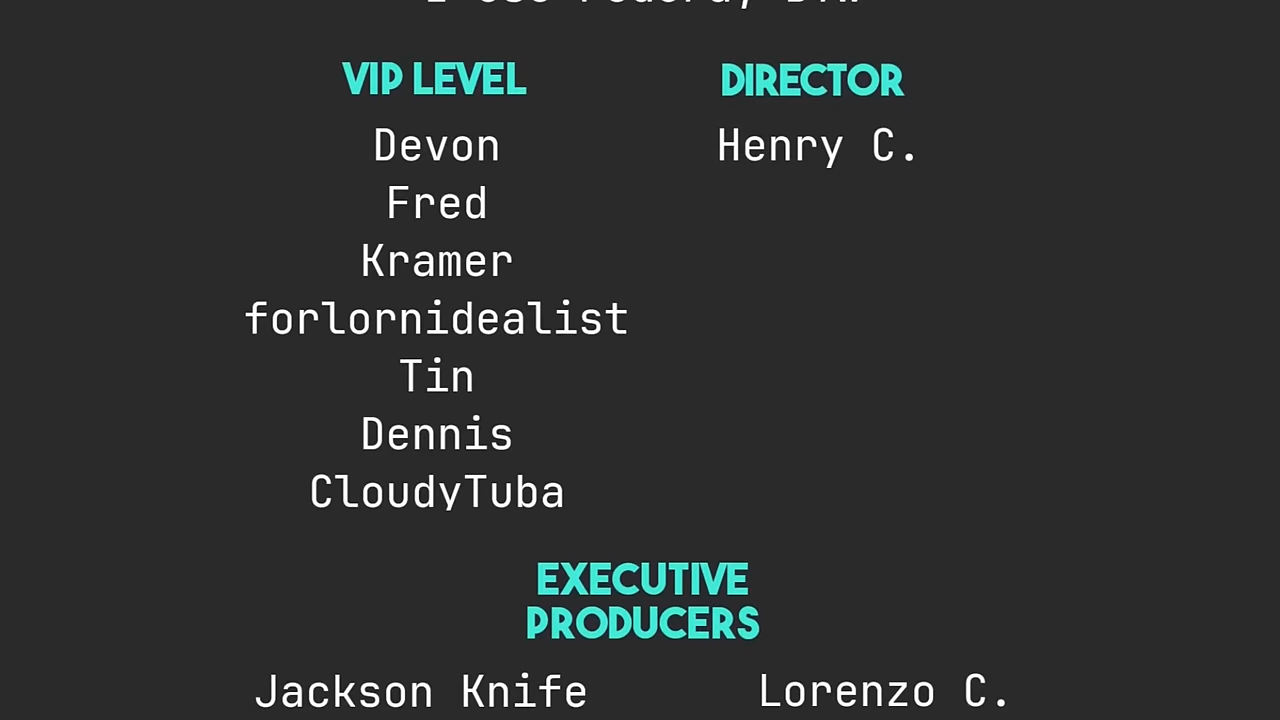 VIP LEVEL
Devon
Fred
Kramer
forlornidealist
Tin
Dennis
CloudyTuba
DIRECTOR
Henry C.
EXECUTIVE
PRODUCERS
Jackson Knife
Lorenzo C.